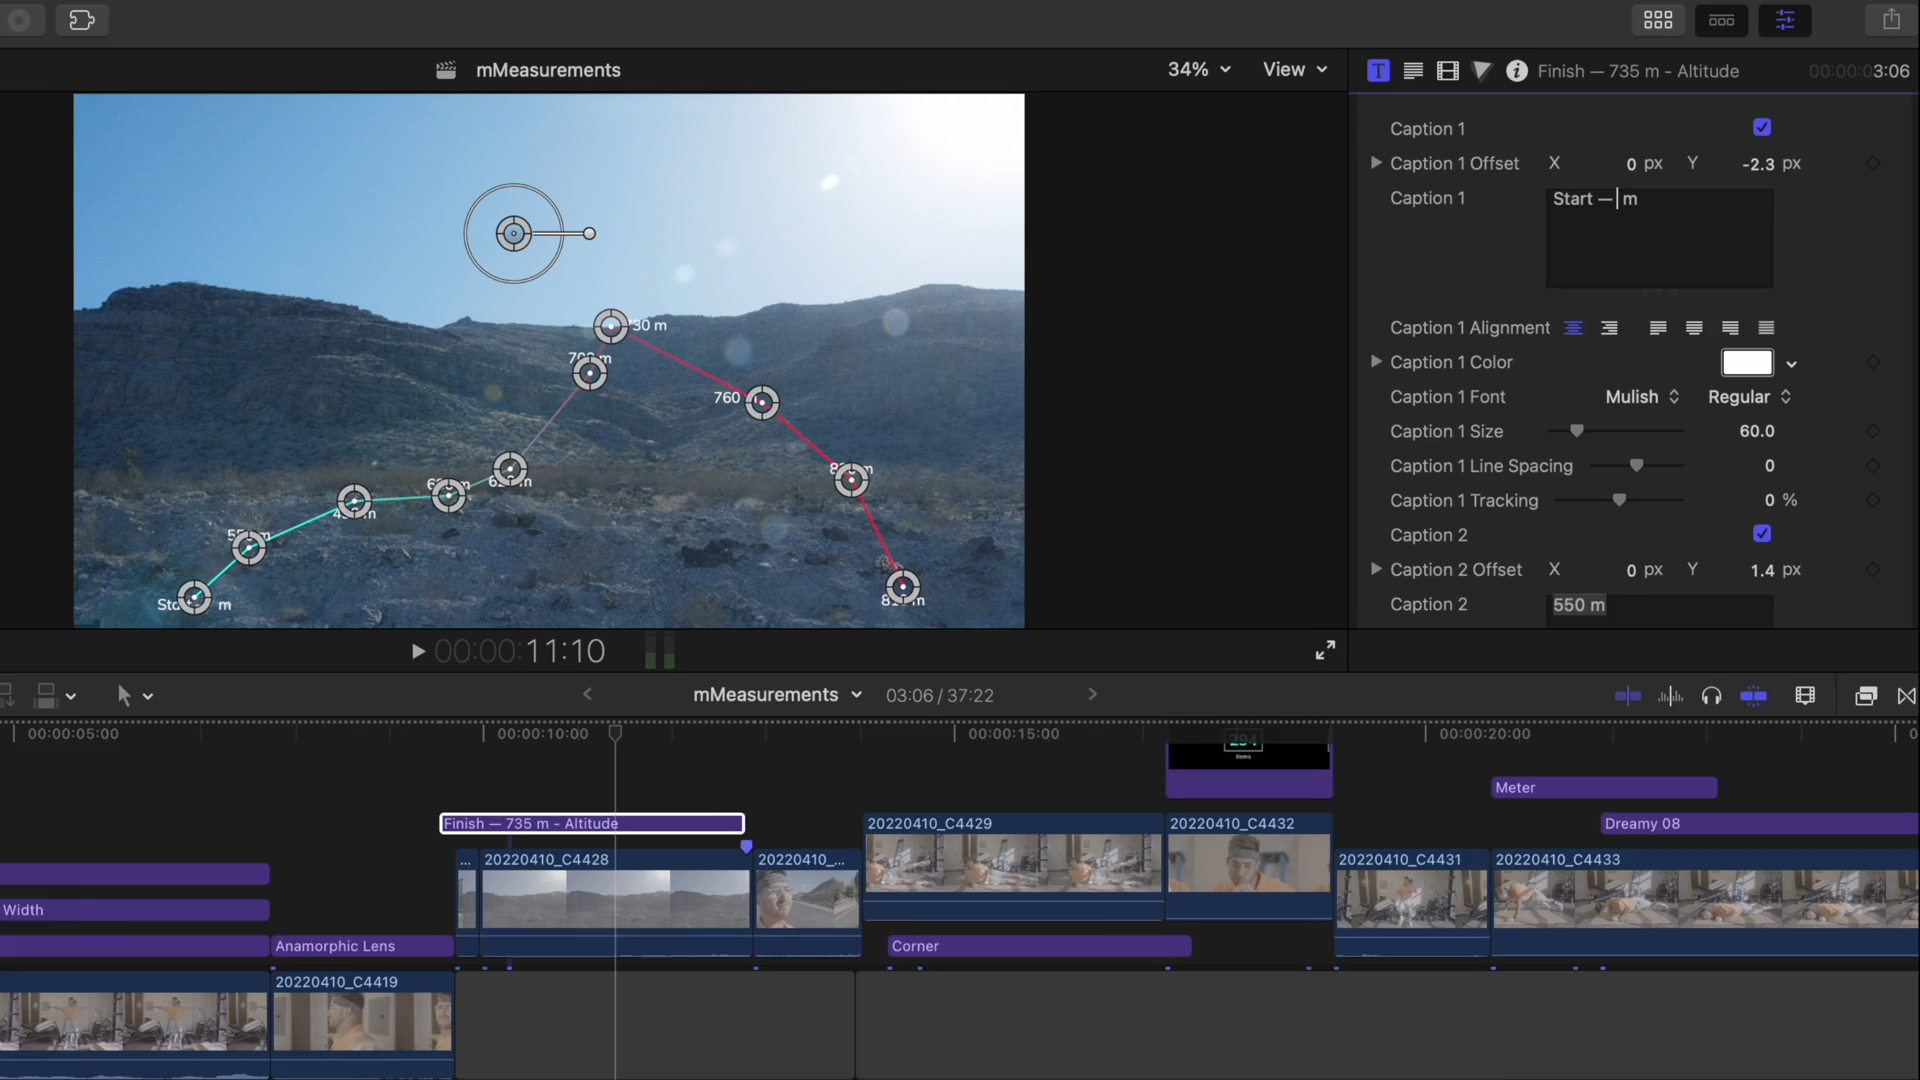 mMeasurements
34%
View
Finish — 735 m - Altitude
00:00:03:06
Caption 1
Caption 1 Offset X 0 px Y -2.3 px
Caption 1
Start — m
Caption 1 Alignment
Caption 1 Color
Caption 1 Font Mulish Regular
Caption 1 Size 60.0
Caption 1 Line Spacing 0
Caption 1 Tracking 0 %
Caption 2
Caption 2 Offset X 0 px Y 1.4 px
Caption 2 550 m
30 m
760
m
00:00:11:10
mMeasurements
03:06 / 37:22
00:00:05:00
00:00:10:00
00:00:15:00
00:00:20:00
294
Items
Meter
Finish — 735 m - Altitude
20220410_C4429
20220410_C4432
Dreamy 08
...
20220410_C4428
20220410_...
20220410_C4431
20220410_C4433
Width
Anamorphic Lens
Corner
20220410_C4419